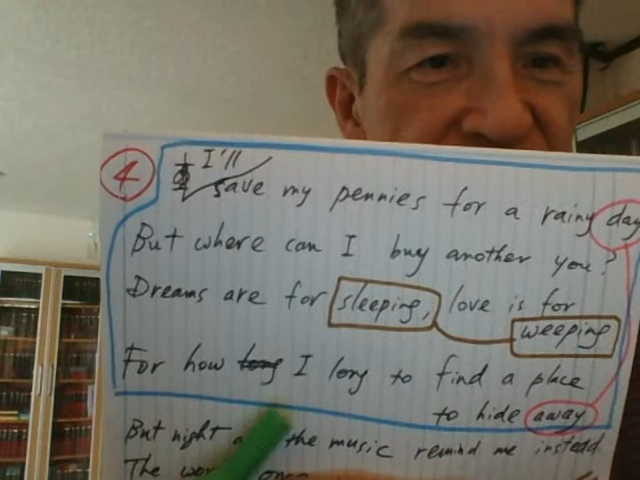 4
I'll
save my pennies for a rainy day
But where can I buy another you?
Dreams are for sleeping, love is for
weeping
For how long I long to find a place
to hide away
But night the music remind me instead
The